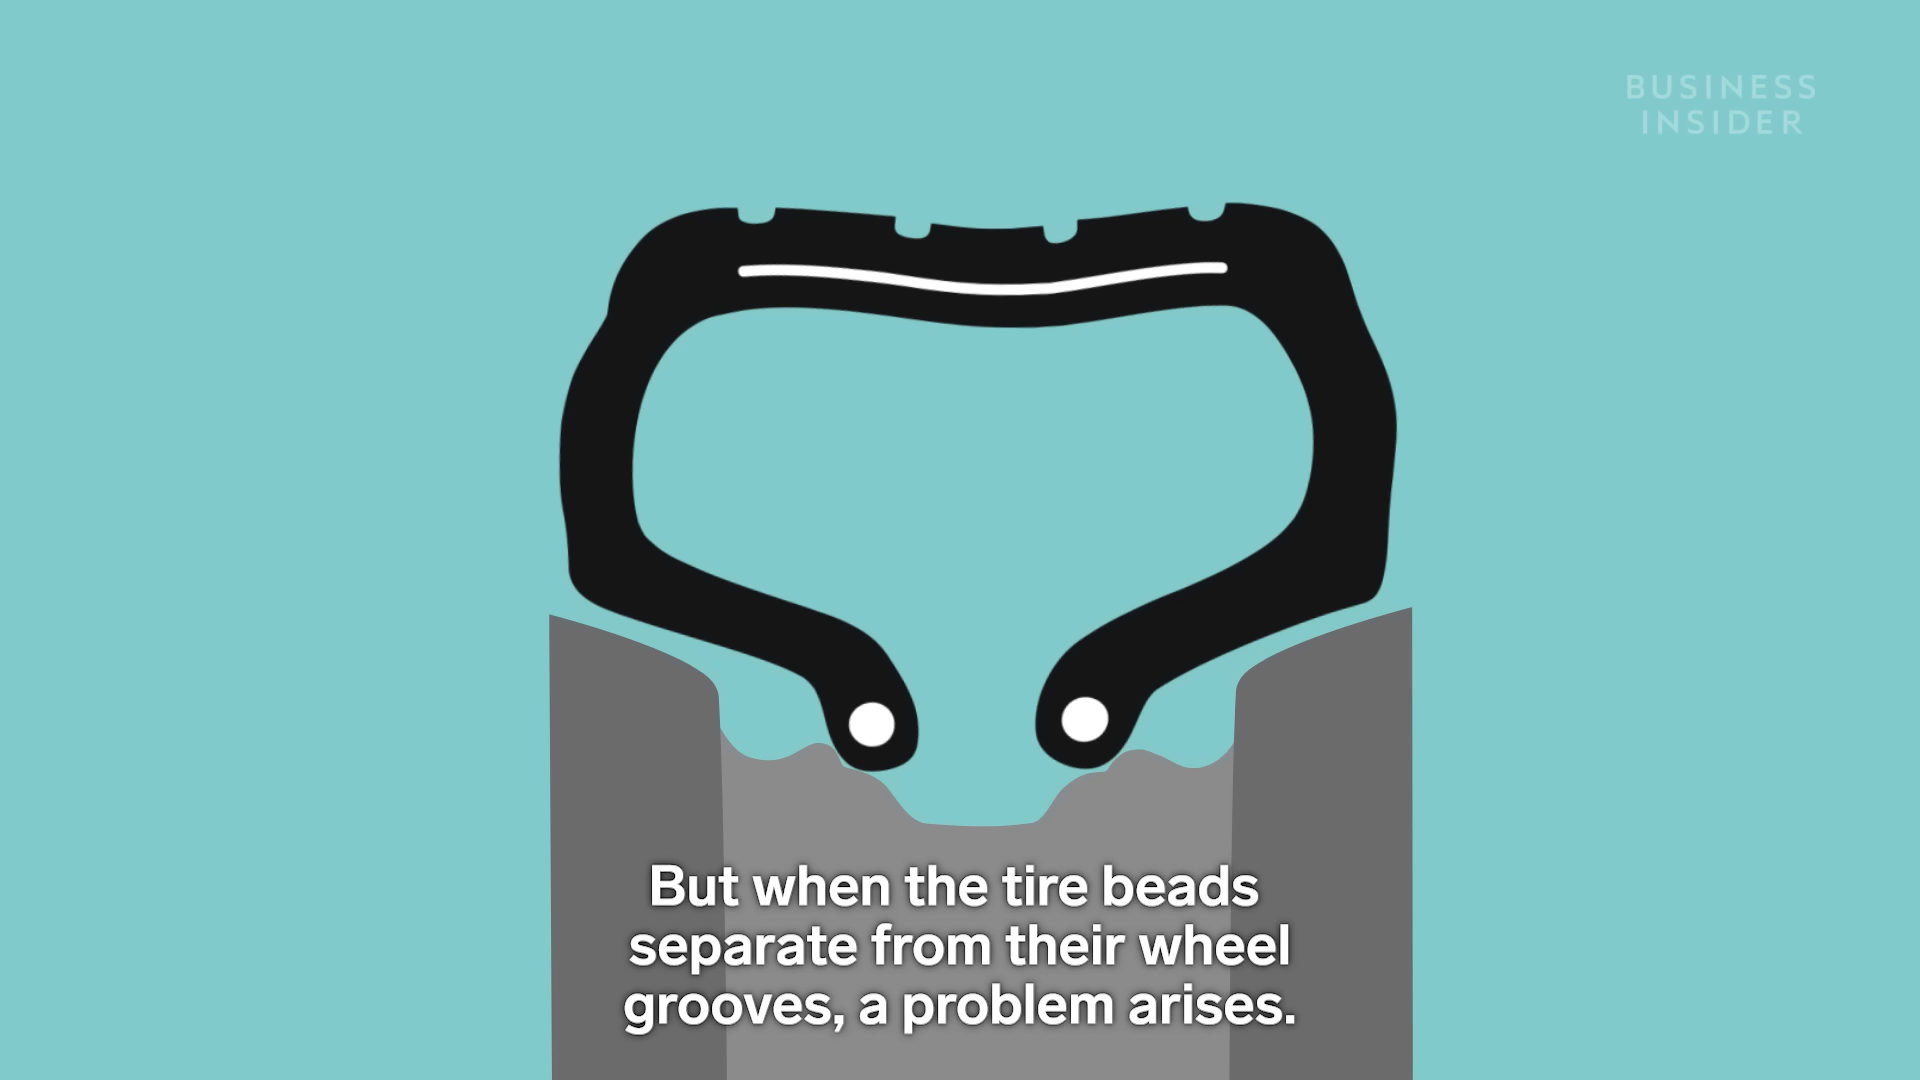 BUSINESS
INSIDER
But when the tire beads
separate from their wheel
grooves, a problem arises.